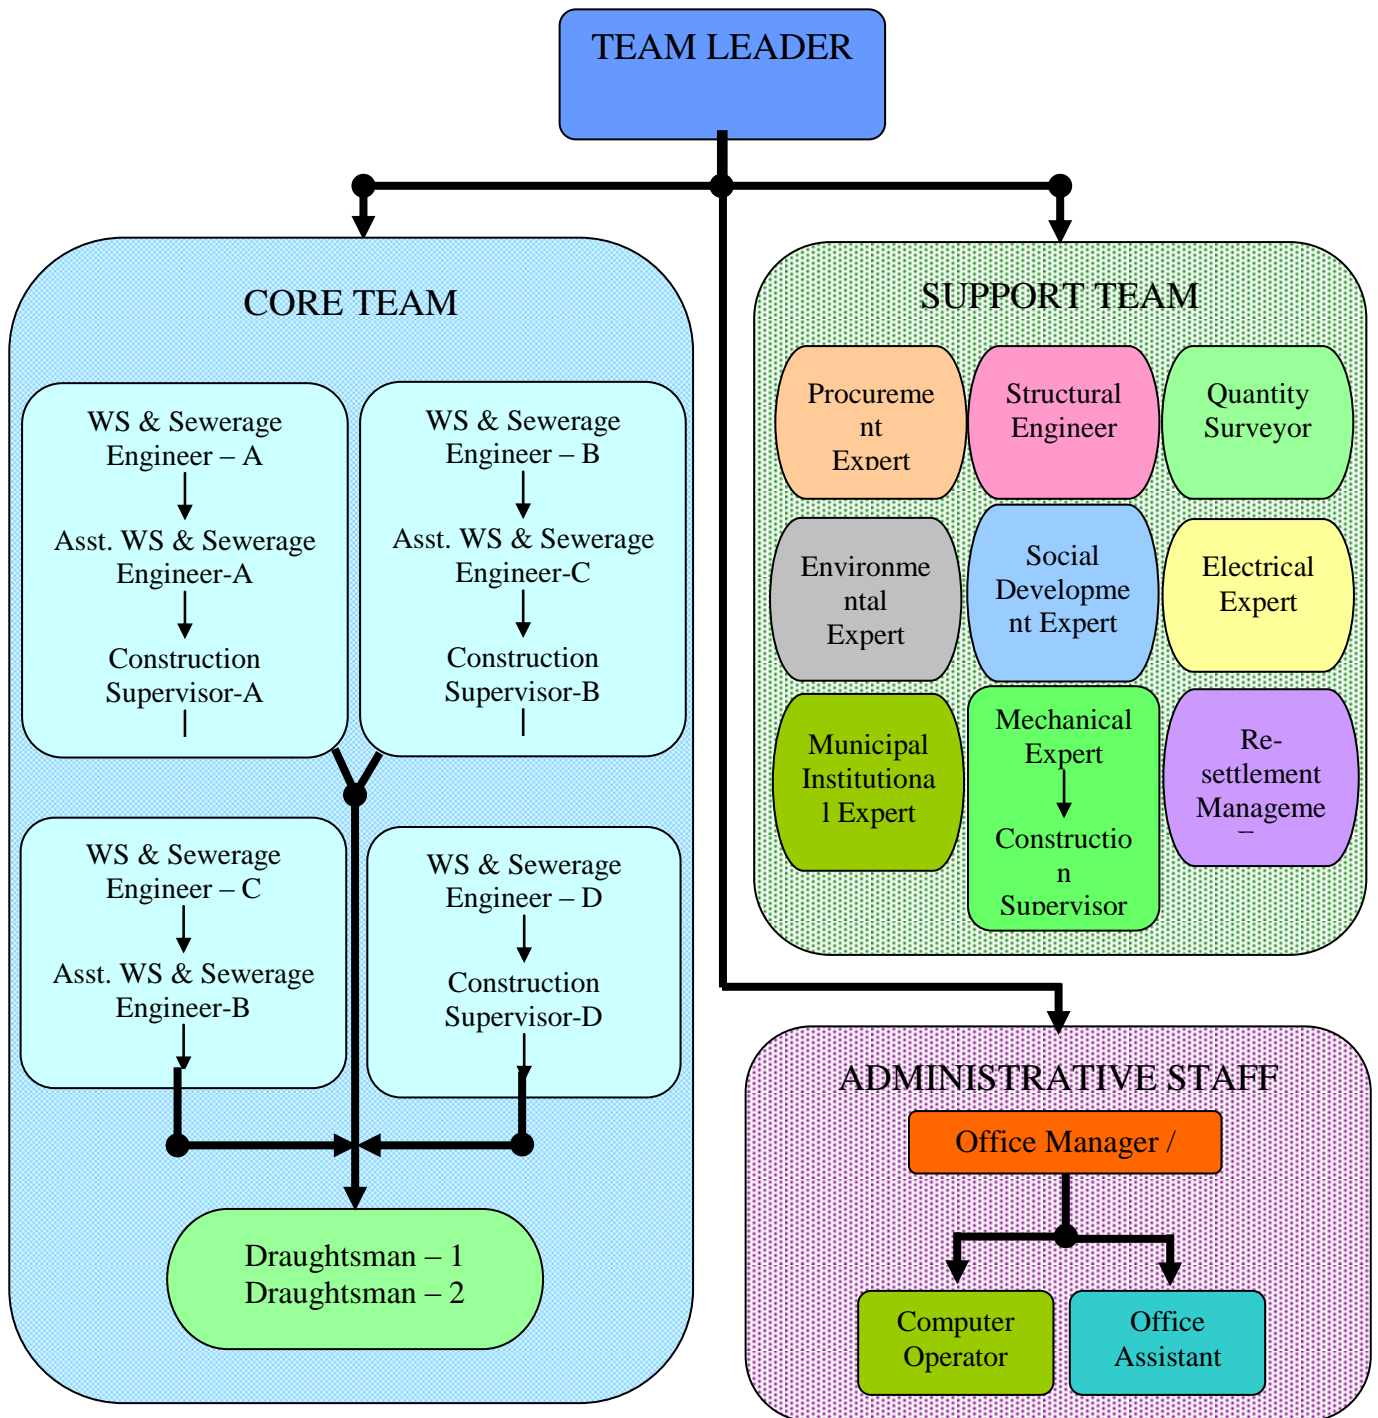 TEAM LEADER
CORE TEAM
WS & Sewerage
Engineer – A
Asst. WS & Sewerage
Engineer-A
Construction
Supervisor-A
WS & Sewerage
Engineer – B
Asst. WS & Sewerage
Engineer-C
Construction
Supervisor-B
WS & Sewerage
Engineer – C
Asst. WS & Sewerage
Engineer-B
WS & Sewerage
Engineer – D
Construction
Supervisor-D
Draughtsman – 1
Draughtsman – 2
SUPPORT TEAM
Procureme
nt
Expert
Structural
Engineer
Quantity
Surveyor
Environme
ntal
Expert
Social
Developme
nt Expert
Electrical
Expert
Municipal
Institutiona
l Expert
Mechanical
Expert
Constructio
n
Supervisor
Re-
settlement
Manageme
ADMINISTRATIVE STAFF
Office Manager /
Computer
Operator
Office
Assistant